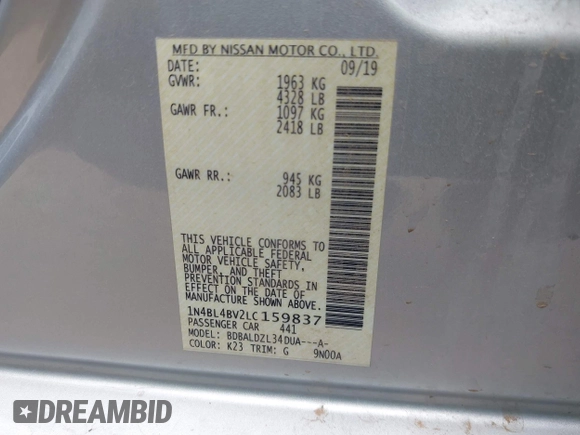 MFD BY NISSAN MOTOR CO., LTD.
DATE: 09/19
GVWR: 1963 KG
4328 LB
GAWR FR.: 1097 KG
2418 LB
GAWR RR.: 945 KG
2083 LB
THIS VEHICLE CONFORMS TO
ALL APPLICABLE FEDERAL
MOTOR VEHICLE SAFETY,
BUMPER, AND THEFT
PREVENTION STANDARDS IN
EFFECT ON THE DATE OF
MANUFACTURE SHOWN ABOVE.
1N4BL4BV2LC159837
PASSENGER CAR 441
MODEL: BDBALDZL34DUA---A-
COLOR: K23 TRIM: G 9N00A
DREAMBID